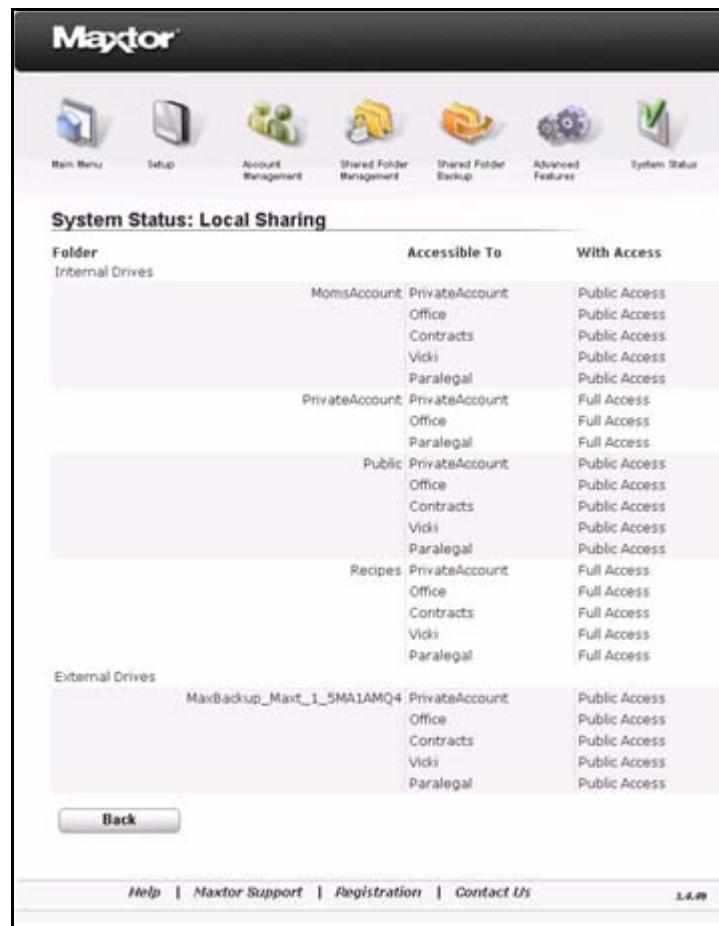 Maxtor
Main Menu
Setup
Account Management
Shared Folder Management
Shared Folder Backup
Advanced Features
System Status
System Status: Local Sharing
Folder Accessible To With Access
Internal Drives
MomsAccount PrivateAccount Public Access
Office Public Access
Contracts Public Access
Vicki Public Access
Paralegal Public Access
PrivateAccount PrivateAccount Full Access
Office Full Access
Paralegal Full Access
Public PrivateAccount Public Access
Office Public Access
Contracts Public Access
Vicki Public Access
Paralegal Public Access
Recipes PrivateAccount Full Access
Office Full Access
Contracts Full Access
Vicki Full Access
Paralegal Full Access
External Drives
MaxBackup_Maxt_1_5MA1AMQ4 PrivateAccount Public Access
Office Public Access
Contracts Public Access
Vicki Public Access
Paralegal Public Access
Back
Help | Maxtor Support | Registration | Contact Us